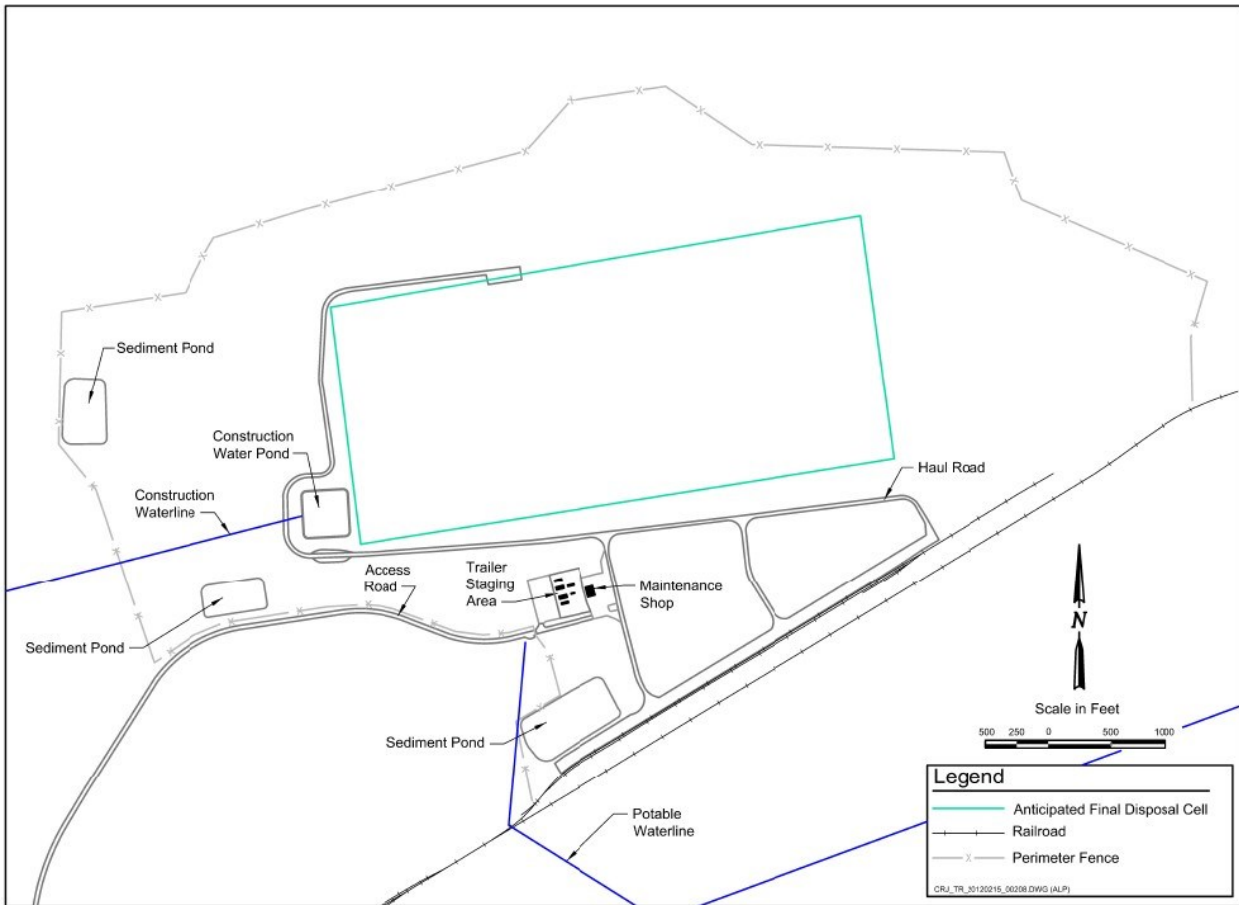 Sediment Pond
Construction
Water Pond
Haul Road
Construction
Waterline
Access
Road
Trailer
Staging
Area
Maintenance
Shop
Sediment Pond
N
Scale in Feet
500 250 0 500 1000
Sediment Pond
Potable
Waterline
Legend
Anticipated Final Disposal Cell
Railroad
Perimeter Fence
CRJ_TR_20120215_00208.DWG (ALP)